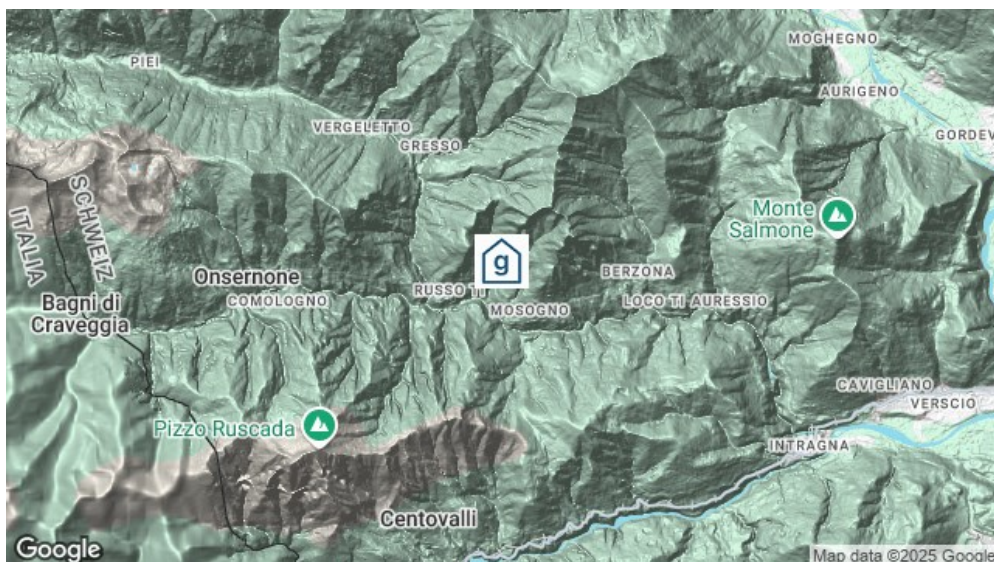 MOGHEGNO
PIEI
AURIGENO
VERGELETTO
GRESSO
GORDEV
SCHWEIZ
ITALIA
Monte
Salmone
g
Onsernone
BERZONA
RUSSO TI
COMOLOGNO
LOCO TI AURESSIO
Bagni di
Craveggia
MOSOGNO
CAVIGLIANO
VERSCIO
Pizzo Ruscada
INTRAGNA
Centovalli
Google
Map data ©2025 Google